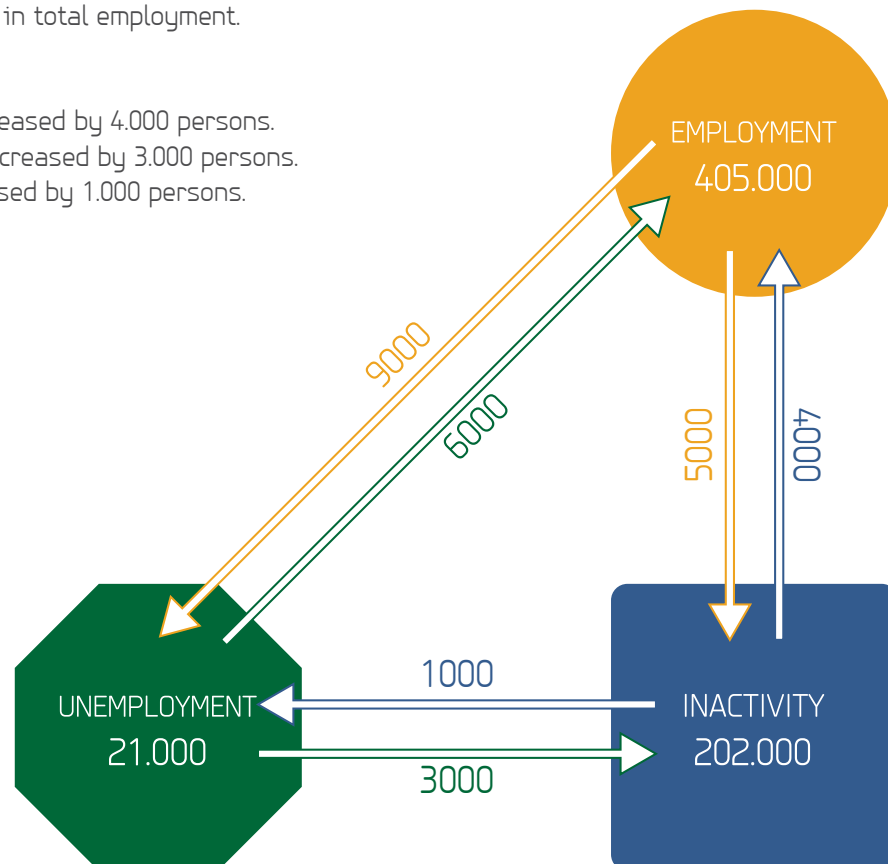 in total employment.
eased by 4.000 persons.
creased by 3.000 persons.
sed by 1.000 persons.
EMPLOYMENT
405.000
9000
6000
5000
4000
1000
UNEMPLOYMENT
21.000
INACTIVITY
202.000
3000